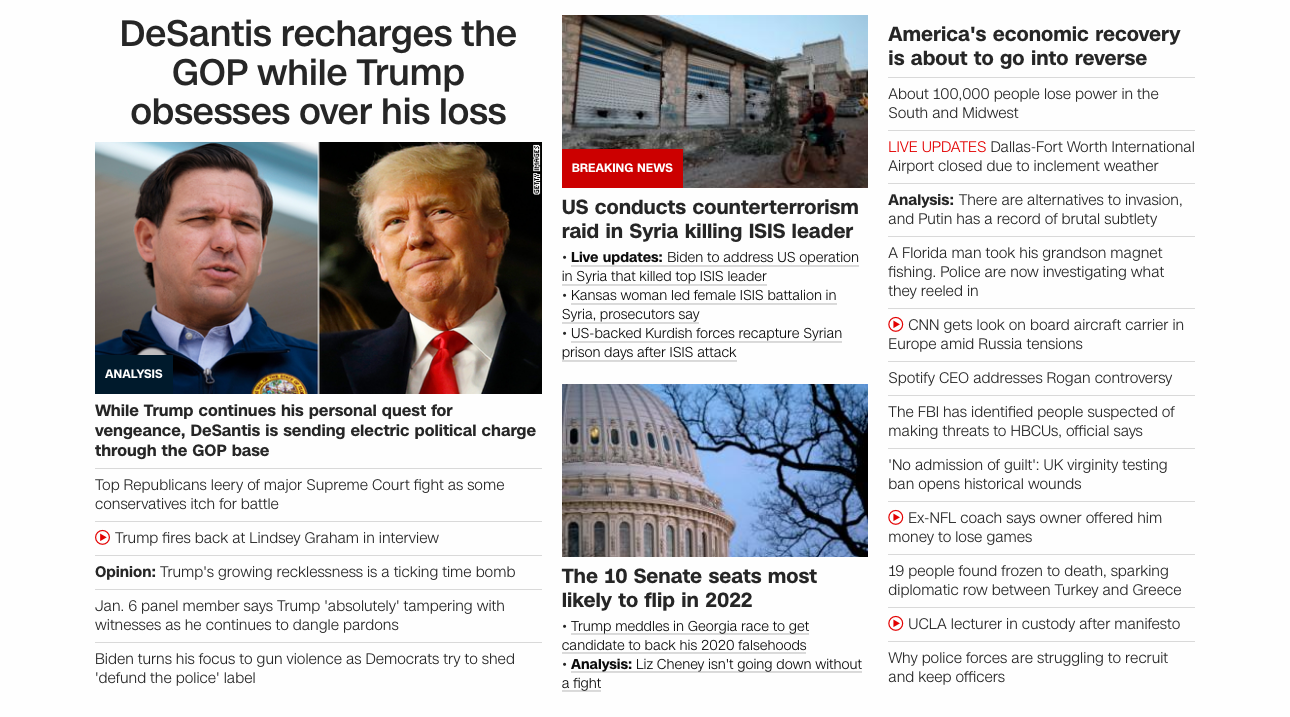 DeSantis recharges the
GOP while Trump
obsesses over his loss
GETTY IMAGES
ANALYSIS
While Trump continues his personal quest for
vengeance, DeSantis is sending electric political charge
through the GOP base
Top Republicans leery of major Supreme Court fight as some
conservatives itch for battle
Trump fires back at Lindsey Graham in interview
Opinion: Trump's growing recklessness is a ticking time bomb
Jan. 6 panel member says Trump 'absolutely' tampering with
witnesses as he continues to dangle pardons
Biden turns his focus to gun violence as Democrats try to shed
'defund the police' label
BREAKING NEWS
US conducts counterterrorism
raid in Syria killing ISIS leader
• Live updates: Biden to address US operation
in Syria that killed top ISIS leader
• Kansas woman led female ISIS battalion in
Syria, prosecutors say
• US-backed Kurdish forces recapture Syrian
prison days after ISIS attack
The 10 Senate seats most
likely to flip in 2022
• Trump meddles in Georgia race to get
candidate to back his 2020 falsehoods
• Analysis: Liz Cheney isn't going down without
a fight
America's economic recovery
is about to go into reverse
About 100,000 people lose power in the
South and Midwest
LIVE UPDATES Dallas-Fort Worth International
Airport closed due to inclement weather
Analysis: There are alternatives to invasion,
and Putin has a record of brutal subtlety
A Florida man took his grandson magnet
fishing. Police are now investigating what
they reeled in
CNN gets look on board aircraft carrier in
Europe amid Russia tensions
Spotify CEO addresses Rogan controversy
The FBI has identified people suspected of
making threats to HBCUs, official says
'No admission of guilt': UK virginity testing
ban opens historical wounds
Ex-NFL coach says owner offered him
money to lose games
19 people found frozen to death, sparking
diplomatic row between Turkey and Greece
UCLA lecturer in custody after manifesto
Why police forces are struggling to recruit
and keep officers